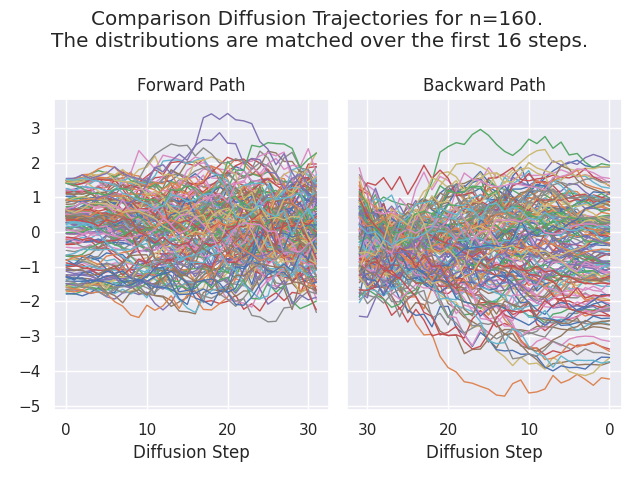 Comparison Diffusion Trajectories for n=160.
The distributions are matched over the first 16 steps.
Forward Path
Backward Path
3
2
1
0
−1
−2
−3
−4
−5
0 10 20 30
30 20 10 0
Diffusion Step
Diffusion Step